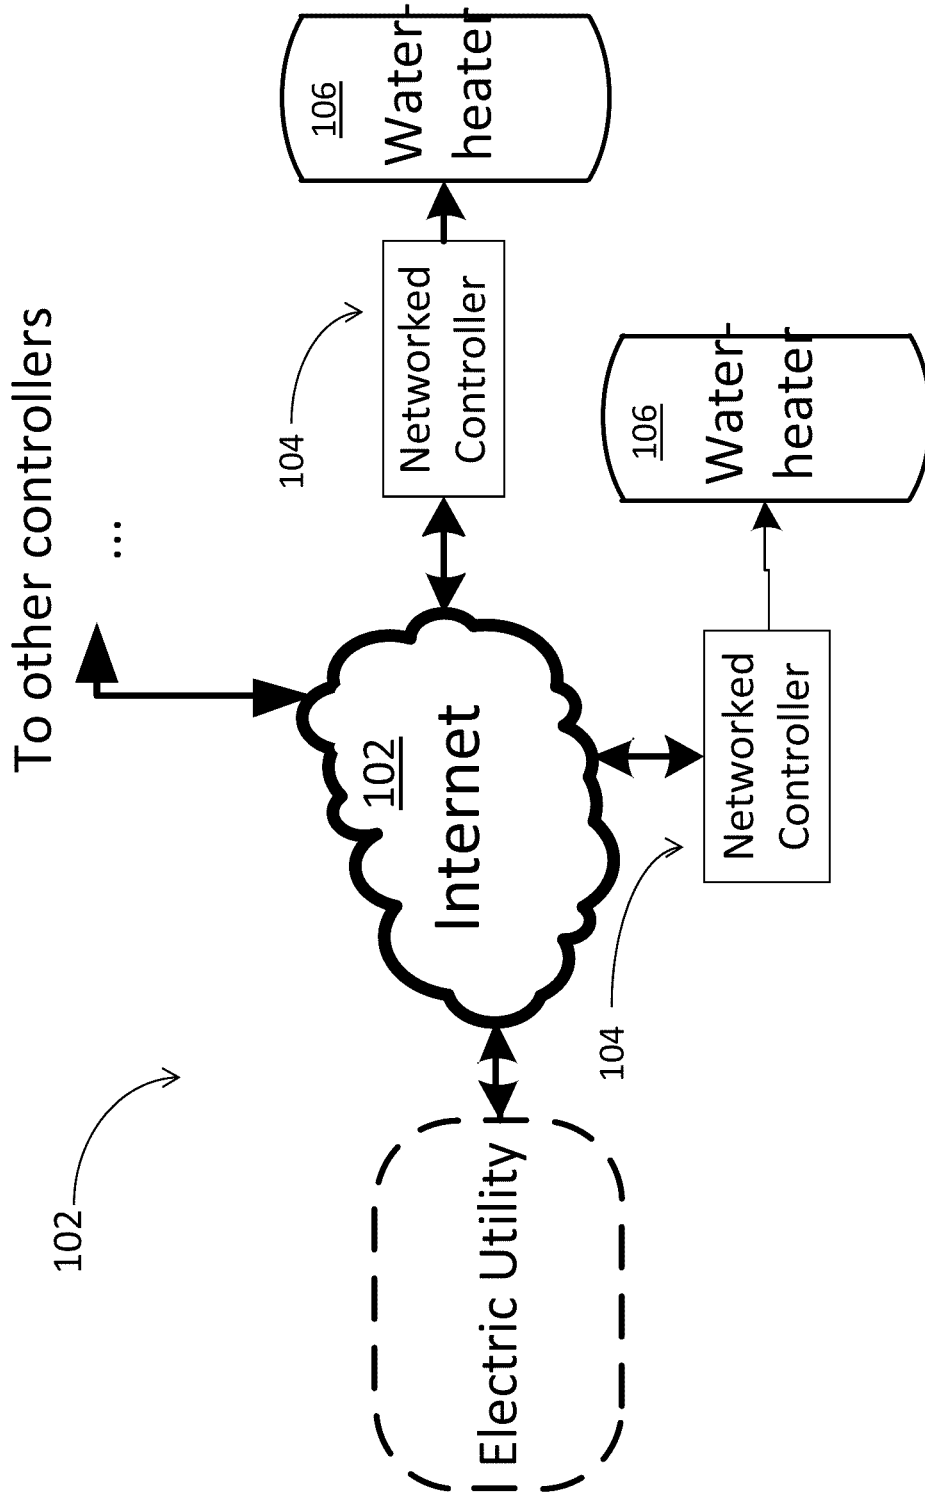 To other controllers
...
102
104
Networked
Controller
106
Water
heater
102
Internet
Electric Utility
104
Networked
Controller
106
Water
heater